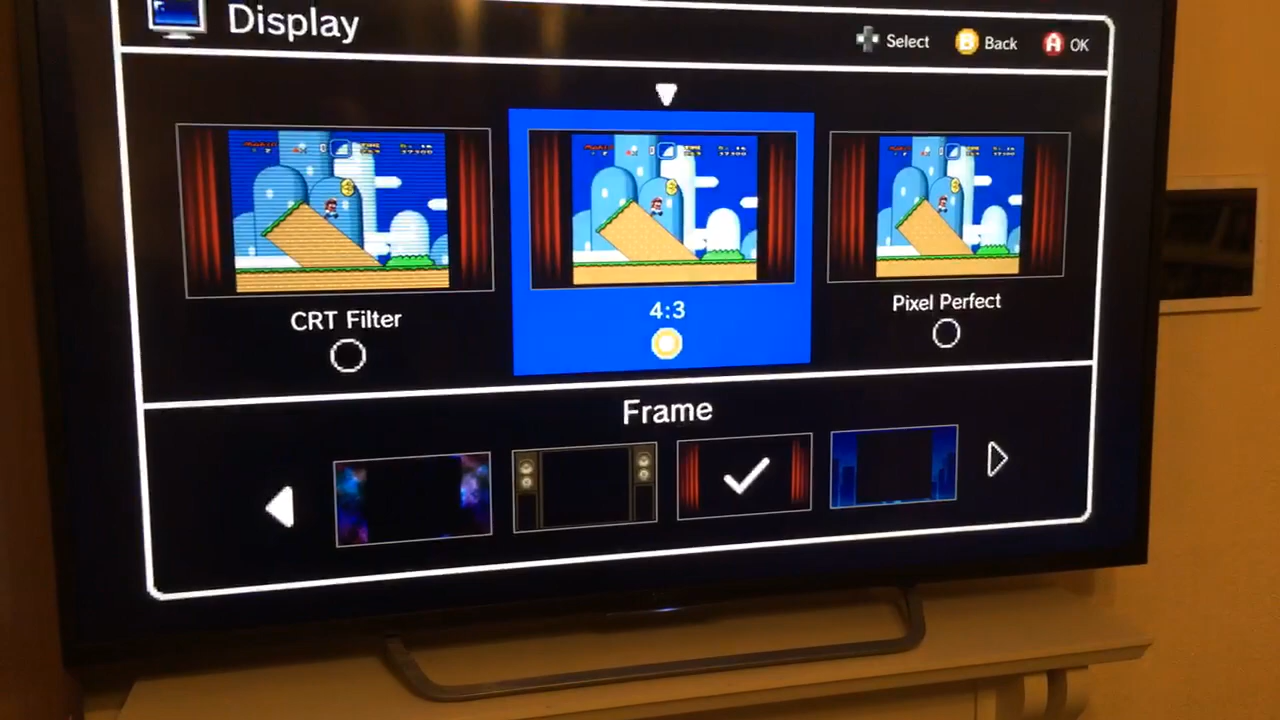 Display
Select
B Back
A OK
CRT Filter
4:3
Pixel Perfect
Frame